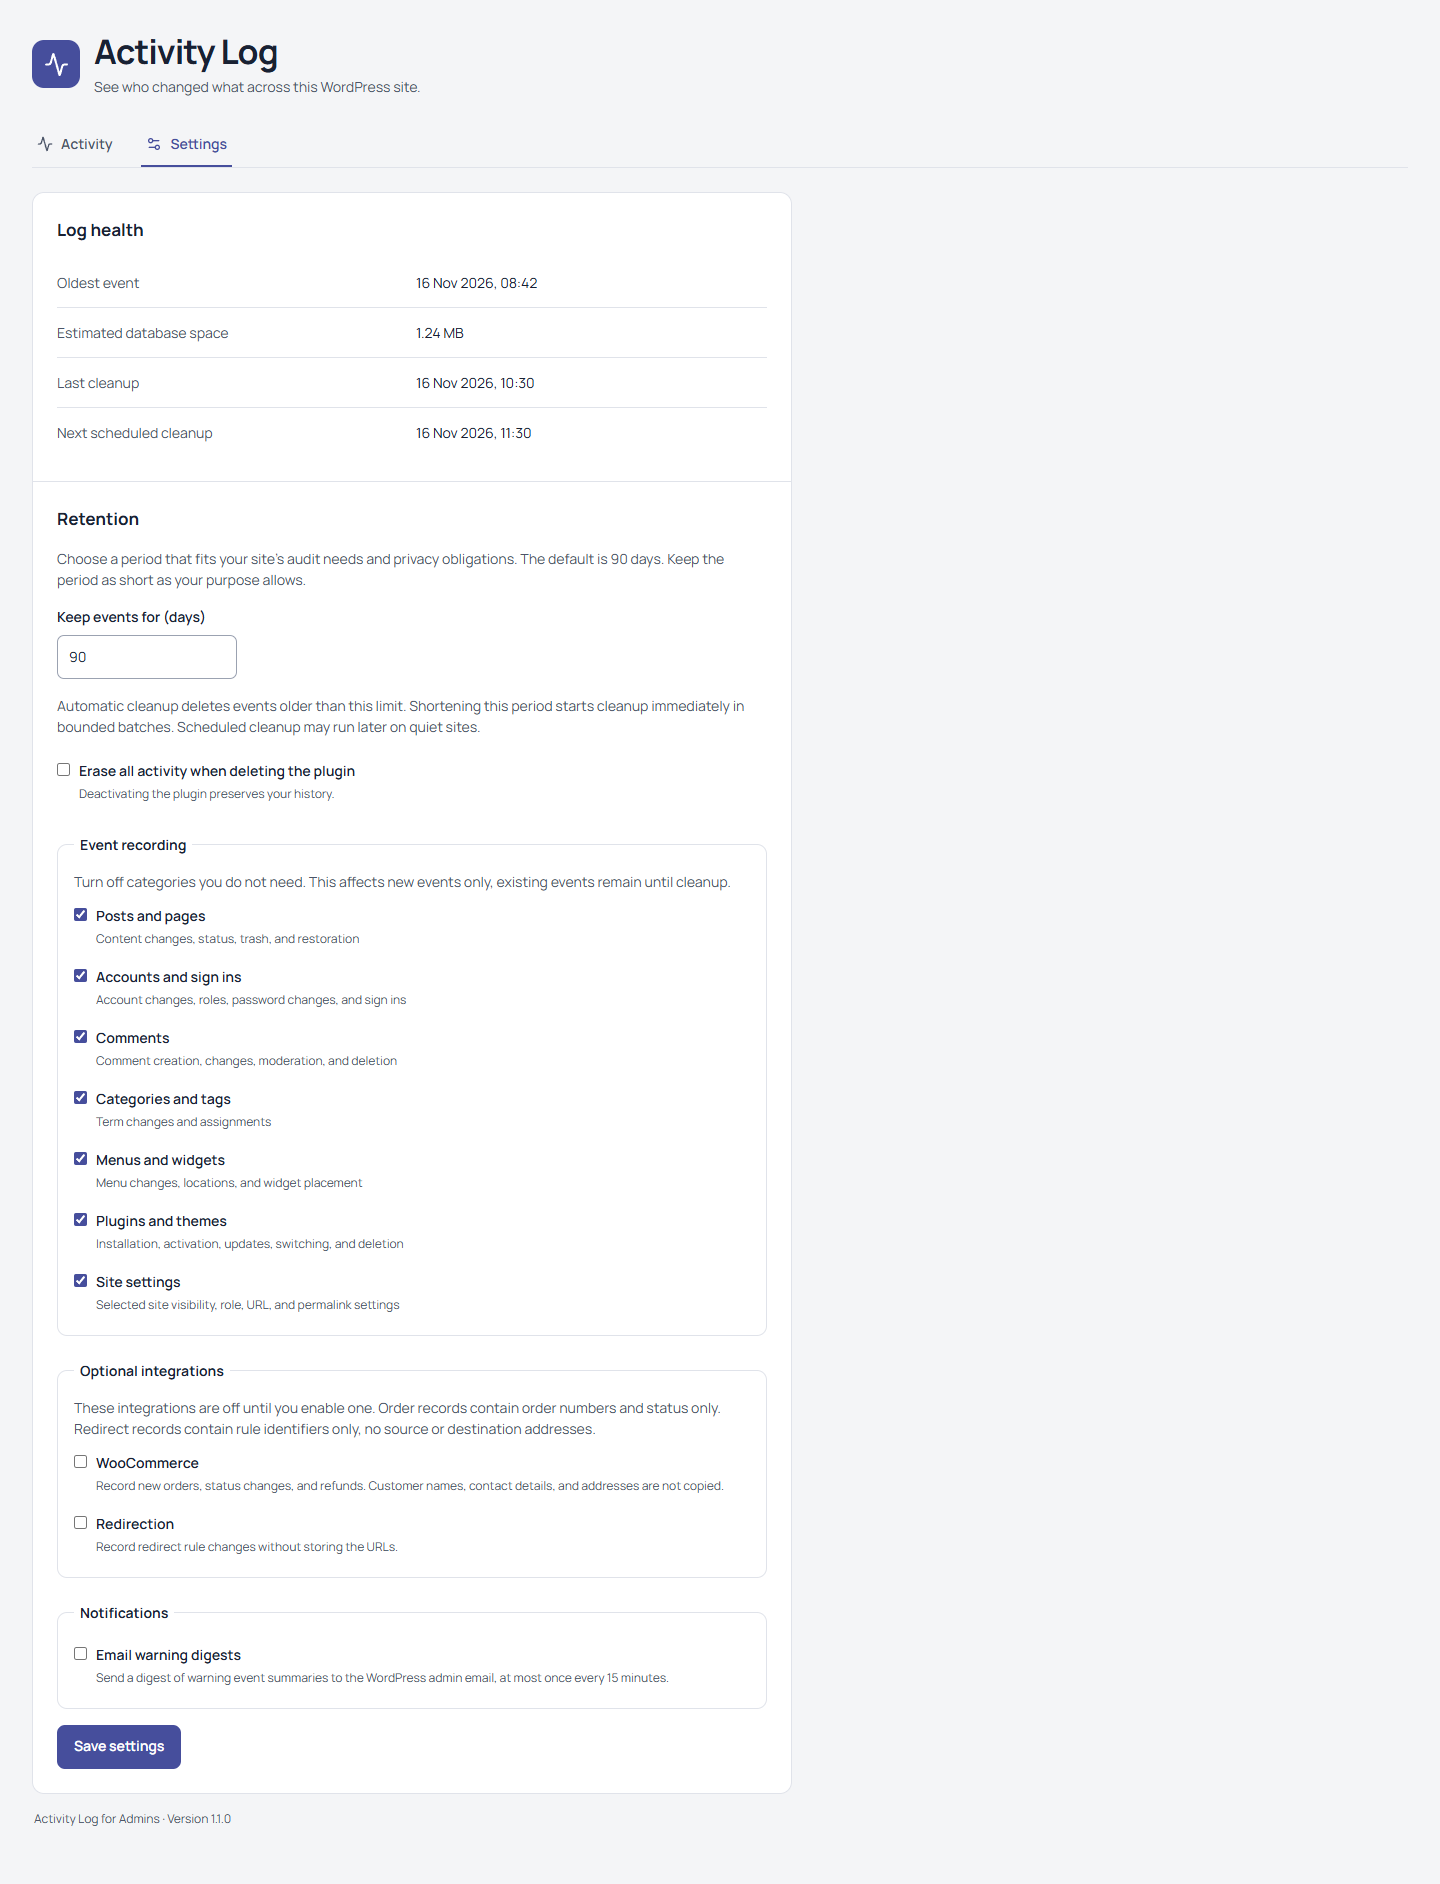 Activity Log
See who changed what across this WordPress site.
Activity
Settings
Log health
Oldest event
16 Nov 2026, 08:42
Estimated database space
1.24 MB
Last cleanup
16 Nov 2026, 10:30
Next scheduled cleanup
16 Nov 2026, 11:30
Retention
Choose a period that fits your site's audit needs and privacy obligations. The default is 90 days. Keep the
period as short as your purpose allows.
Keep events for (days)
90
Automatic cleanup deletes events older than this limit. Shortening this period starts cleanup immediately in
bounded batches. Scheduled cleanup may run later on quiet sites.
Erase all activity when deleting the plugin
Deactivating the plugin preserves your history.
Event recording
Turn off categories you do not need. This affects new events only, existing events remain until cleanup.
Posts and pages
Content changes, status, trash, and restoration
Accounts and sign ins
Account changes, roles, password changes, and sign ins
Comments
Comment creation, changes, moderation, and deletion
Categories and tags
Term changes and assignments
Menus and widgets
Menu changes, locations, and widget placement
Plugins and themes
Installation, activation, updates, switching, and deletion
Site settings
Selected site visibility, role, URL, and permalink settings
Optional integrations
These integrations are off until you enable one. Order records contain order numbers and status only.
Redirect records contain rule identifiers only, no source or destination addresses.
WooCommerce
Record new orders, status changes, and refunds. Customer names, contact details, and addresses are not copied.
Redirection
Record redirect rule changes without storing the URLs.
Notifications
Email warning digests
Send a digest of warning event summaries to the WordPress admin email, at most once every 15 minutes.
Save settings
Activity Log for Admins · Version 1.1.0